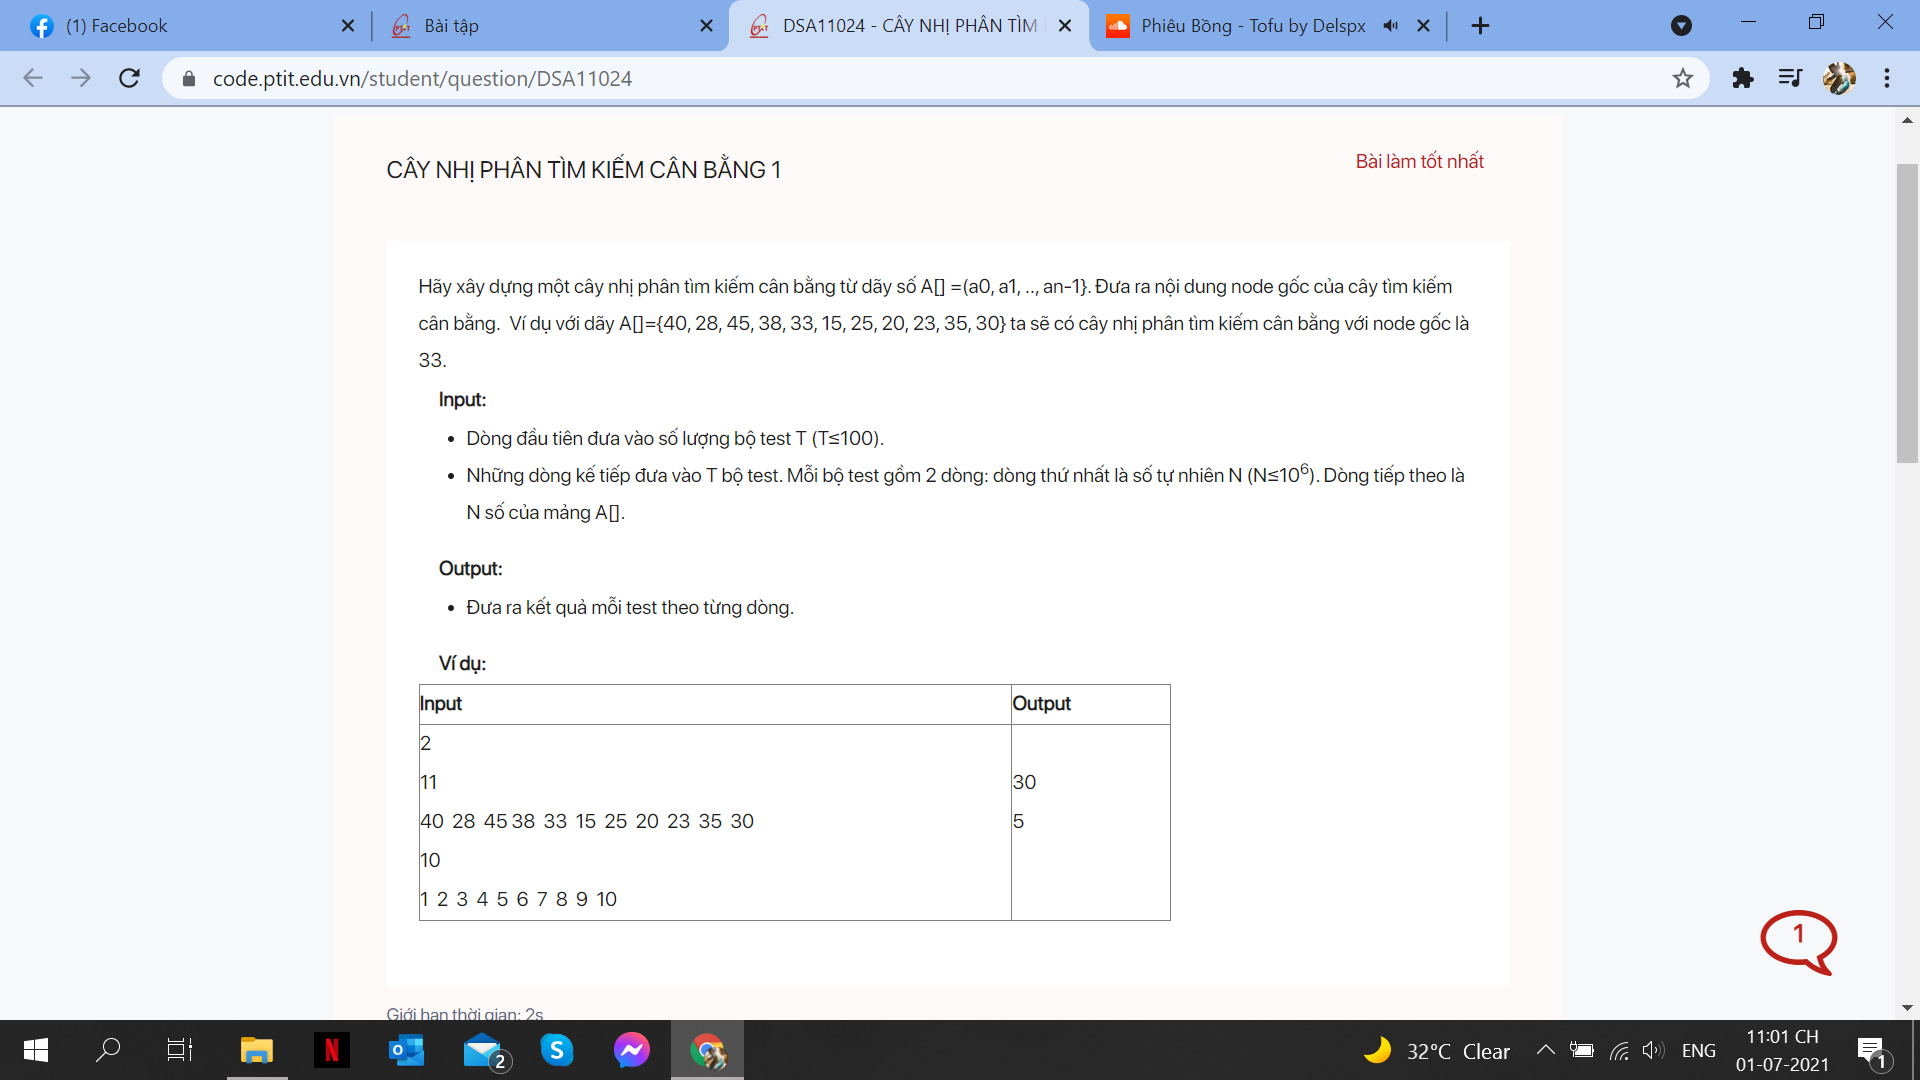 (1) Facebook
Bài tập
DSA11024 - CÂY NHỊ PHÂN TÌM
Phiêu Bồng - Tofu by Delspx
code.ptit.edu.vn/student/question/DSA11024
CÂY NHỊ PHÂN TÌM KIẾM CÂN BẰNG 1
Bài làm tốt nhất
Hãy xây dựng một cây nhị phân tìm kiếm cân bằng từ dãy số A[] =(a0, a1, .., an-1}. Đưa ra nội dung node gốc của cây tìm kiếm
cân bằng. Ví dụ với dãy A[]={40, 28, 45, 38, 33, 15, 25, 20, 23, 35, 30} ta sẽ có cây nhị phân tìm kiếm cân bằng với node gốc là
33.
Input:
• Dòng đầu tiên đưa vào số lượng bộ test T (T≤100).
• Những dòng kế tiếp đưa vào T bộ test. Mỗi bộ test gồm 2 dòng: dòng thứ nhất là số tự nhiên N (N≤10⁶). Dòng tiếp theo là
N số của mảng A[].
Output:
• Đưa ra kết quả mỗi test theo từng dòng.
Ví dụ:
Input Output
2
11 30
40 28 45 38 33 15 25 20 23 35 30 5
10
1 2 3 4 5 6 7 8 9 10
1
Giới hạn thời gian: 2s
2
32°C Clear
ENG
11:01 CH
01-07-2021
1